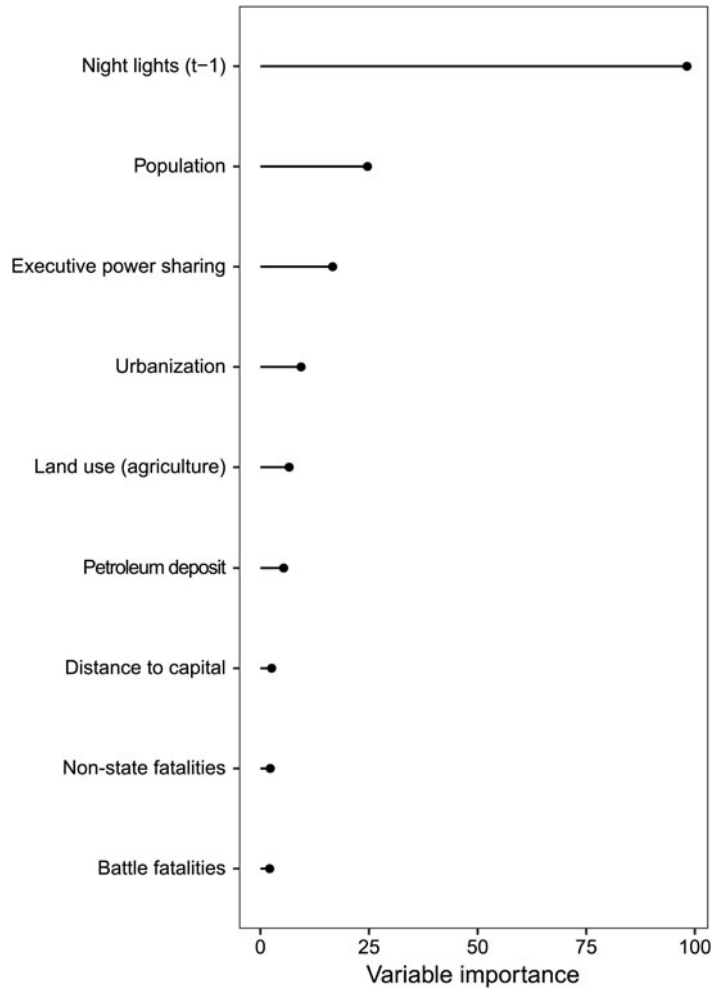 Night lights (t−1)
Population
Executive power sharing
Urbanization
Land use (agriculture)
Petroleum deposit
Distance to capital
Non-state fatalities
Battle fatalities
0 25 50 75 100
Variable importance